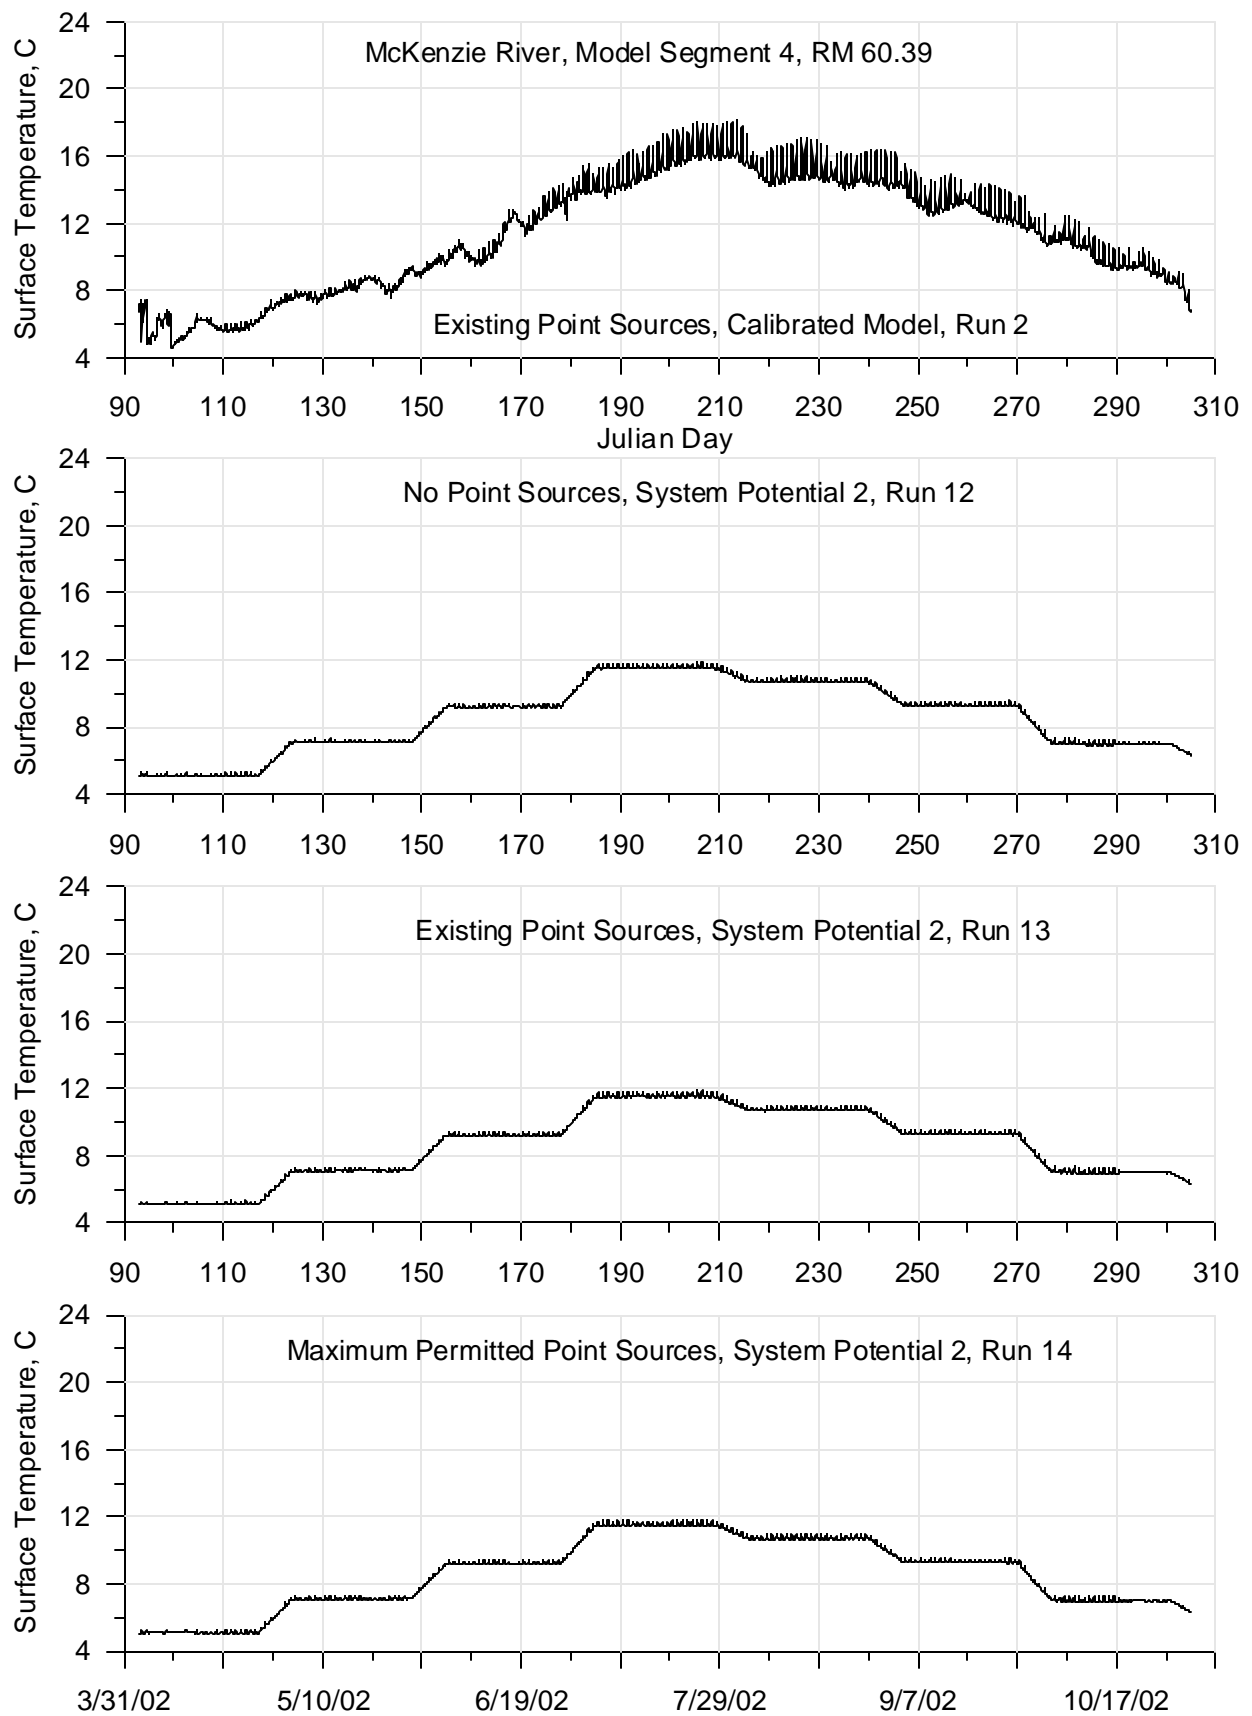 24
McKenzie River, Model Segment 4, RM 60.39
20
16
12
8
Existing Point Sources, Calibrated Model, Run 2
4
Surface Temperature, C
90 110 130 150 170 190 210 230 250 270 290 310
Julian Day
24
No Point Sources, System Potential 2, Run 12
20
16
12
8
4
Surface Temperature, C
90 110 130 150 170 190 210 230 250 270 290 310
24
Existing Point Sources, System Potential 2, Run 13
20
16
12
8
4
Surface Temperature, C
90 110 130 150 170 190 210 230 250 270 290 310
24
Maximum Permitted Point Sources, System Potential 2, Run 14
20
16
12
8
4
Surface Temperature, C
3/31/02 5/10/02 6/19/02 7/29/02 9/7/02 10/17/02